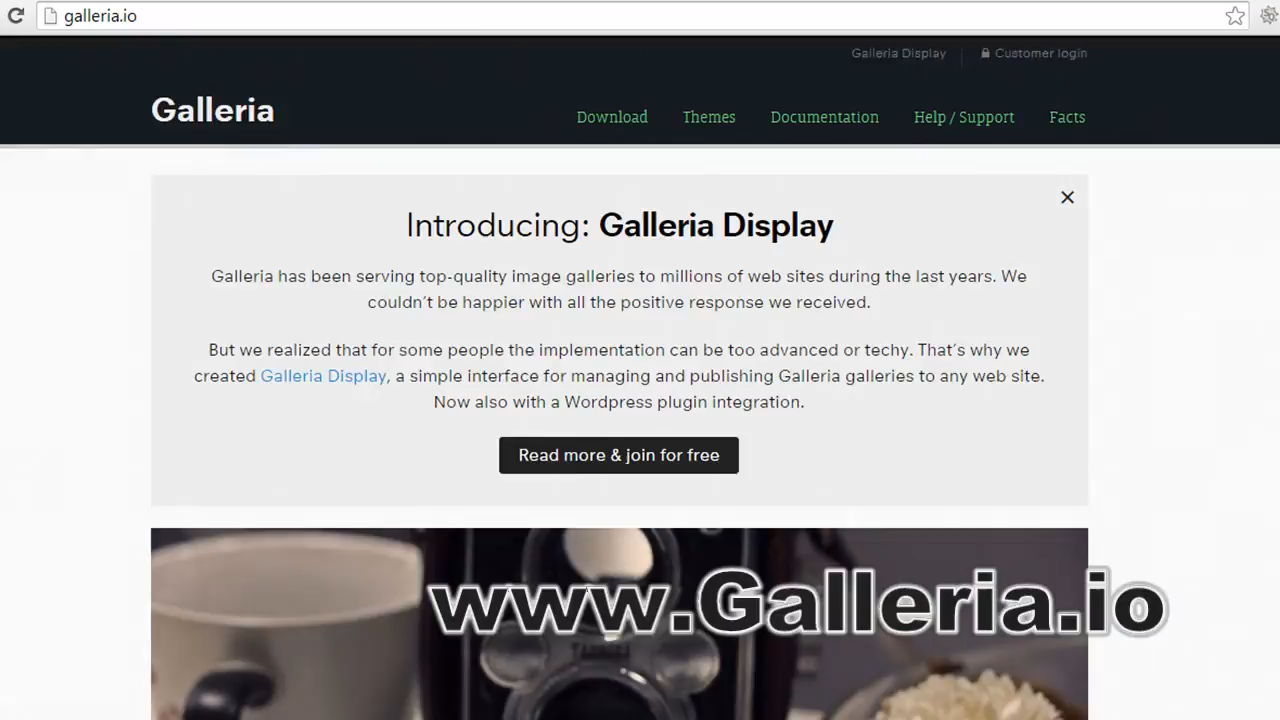 galleria.io
Galleria Display
Customer login
Galleria
Download Themes Documentation Help / Support Facts
Introducing: Galleria Display
Galleria has been serving top-quality image galleries to millions of web sites during the last years. We
couldn't be happier with all the positive response we received.
But we realized that for some people the implementation can be too advanced or techy. That's why we
created Galleria Display, a simple interface for managing and publishing Galleria galleries to any web site.
Now also with a Wordpress plugin integration.
Read more & join for free
www.Galleria.io